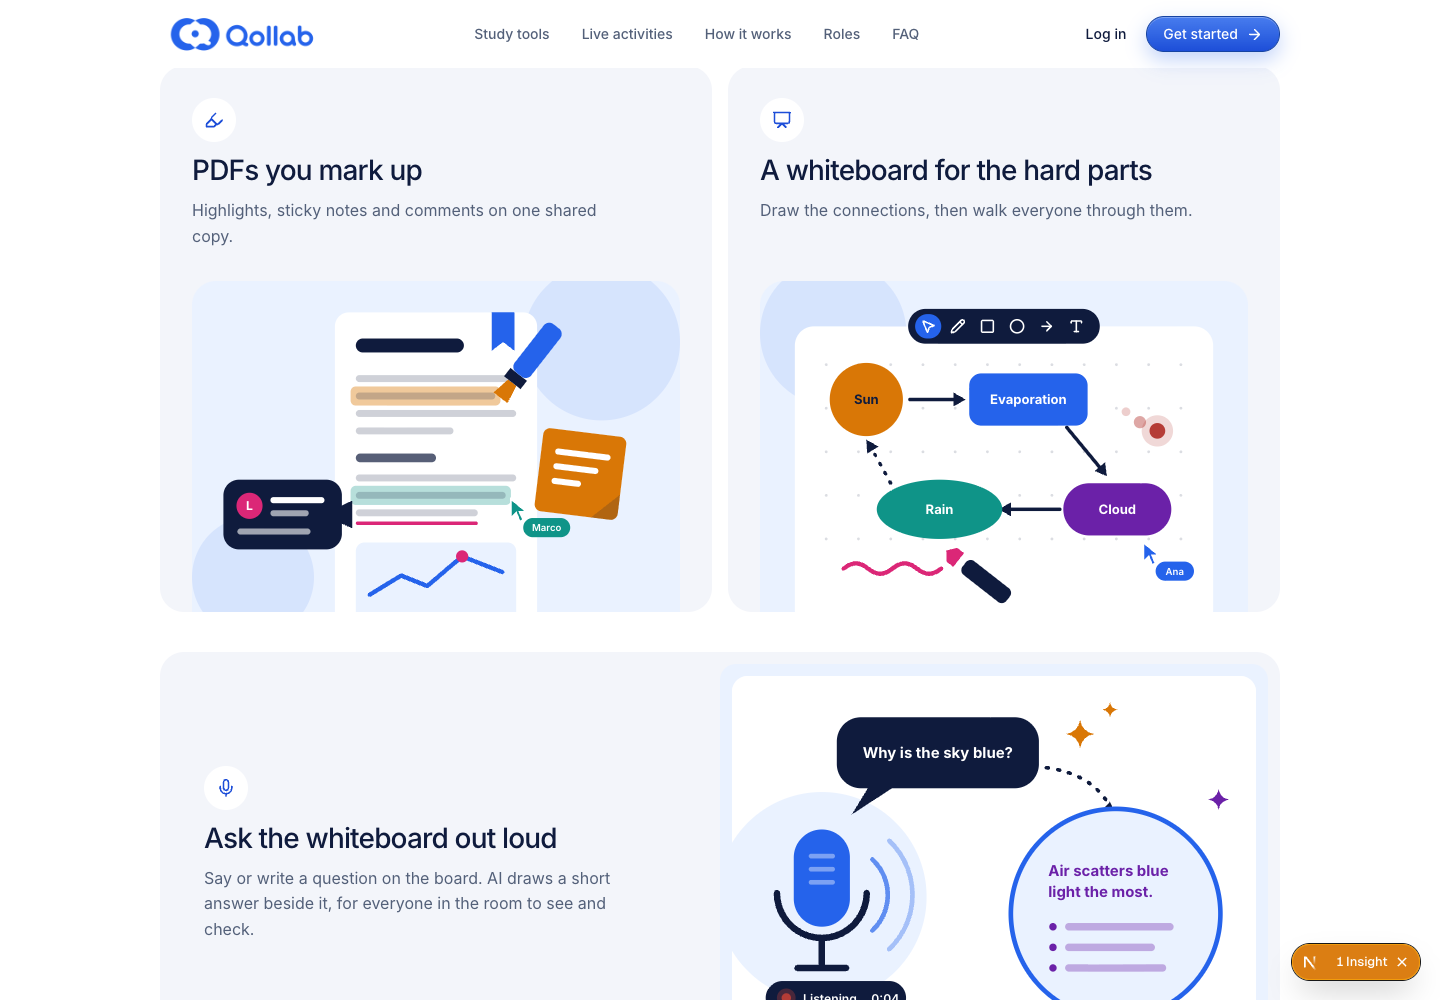 Qollab
Study tools
Live activities
How it works
Roles
FAQ
Log in
Get started
PDFs you mark up
Highlights, sticky notes and comments on one shared
copy.
L
Marco
A whiteboard for the hard parts
Draw the connections, then walk everyone through them.
T
Sun
Evaporation
Rain
Cloud
Ana
Ask the whiteboard out loud
Say or write a question on the board. AI draws a short
answer beside it, for everyone in the room to see and
check.
Why is the sky blue?
Air scatters blue
light the most.
Listening 0:04
N
1 Insight